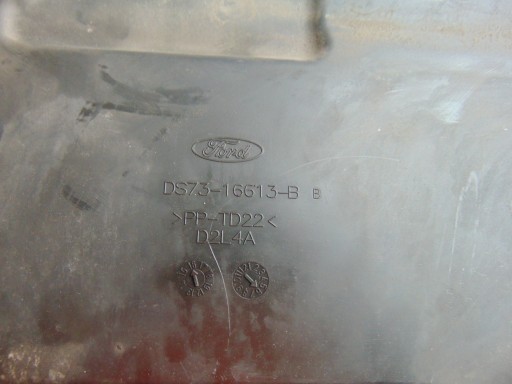 Ford
DS73-16613-B B
>PP-TD22<
D2L4A